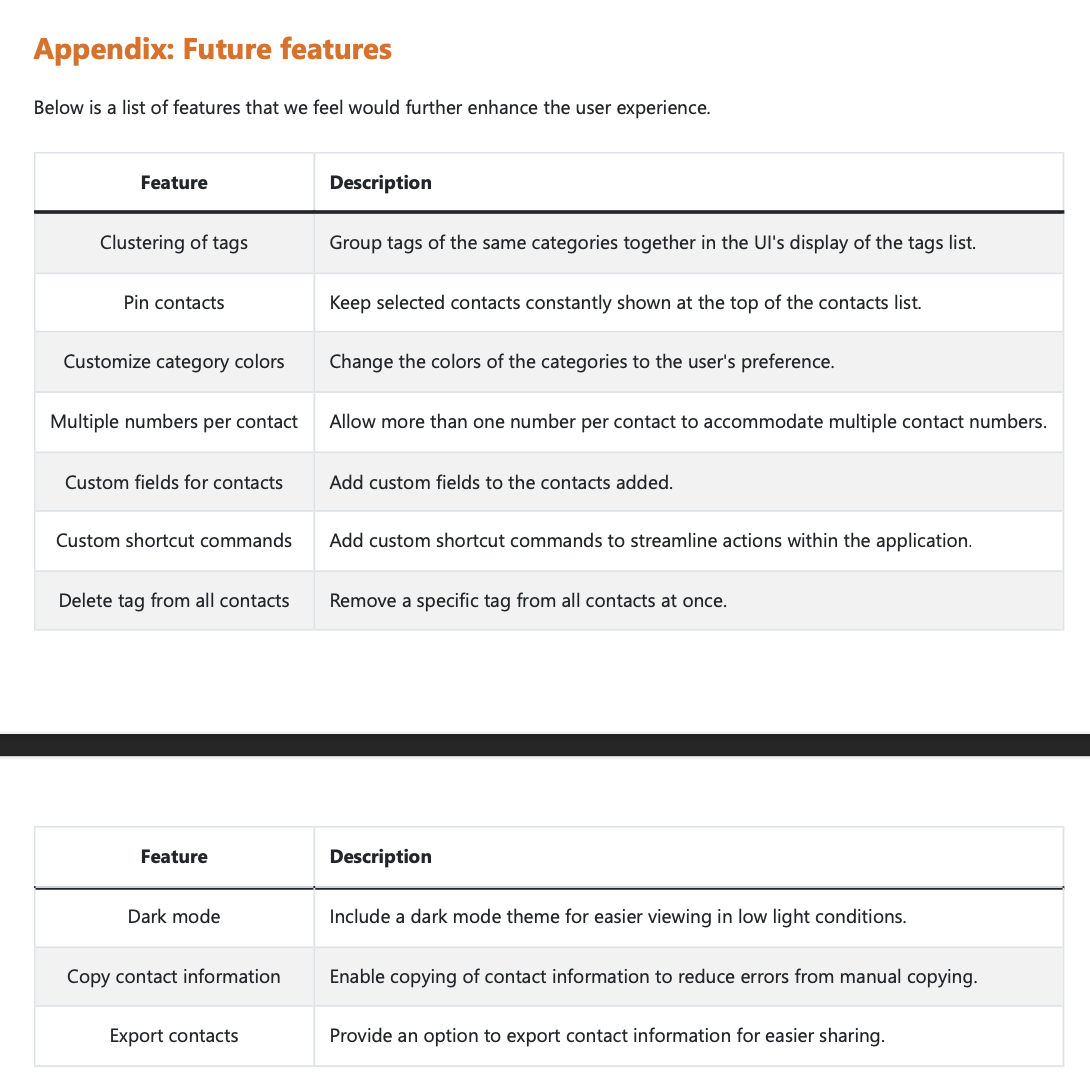 Appendix: Future features
Below is a list of features that we feel would further enhance the user experience.
Feature Description
Clustering of tags Group tags of the same categories together in the UI's display of the tags list.
Pin contacts Keep selected contacts constantly shown at the top of the contacts list.
Customize category colors Change the colors of the categories to the user's preference.
Multiple numbers per contact Allow more than one number per contact to accommodate multiple contact numbers.
Custom fields for contacts Add custom fields to the contacts added.
Custom shortcut commands Add custom shortcut commands to streamline actions within the application.
Delete tag from all contacts Remove a specific tag from all contacts at once.
Feature Description
Dark mode Include a dark mode theme for easier viewing in low light conditions.
Copy contact information Enable copying of contact information to reduce errors from manual copying.
Export contacts Provide an option to export contact information for easier sharing.